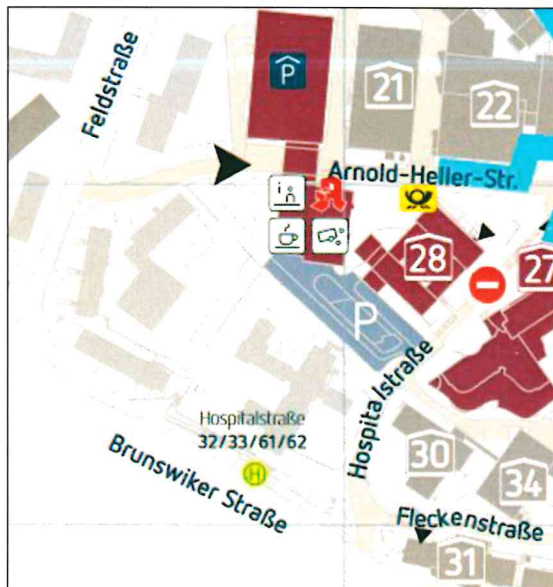 Feldstraße
P
21
22
Arnold-Heller-Str.
i
28
27
P
Hospitalstraße
Hospitalstraße
32/33/61/62
H
Brunswiker Straße
30
34
Fleckenstraße
31